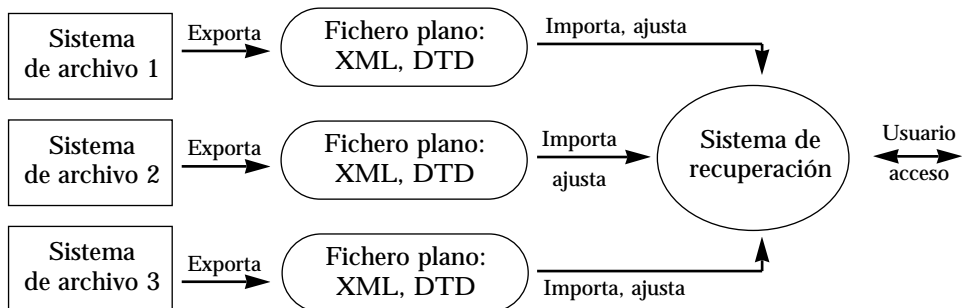 Sistema
de archivo 1
Exporta
Fichero plano:
XML, DTD
Importa, ajusta
Sistema
de archivo 2
Exporta
Fichero plano:
XML, DTD
Importa
ajusta
Sistema de
recuperación
Usuario
acceso
Sistema
de archivo 3
Exporta
Fichero plano:
XML, DTD
Importa, ajusta